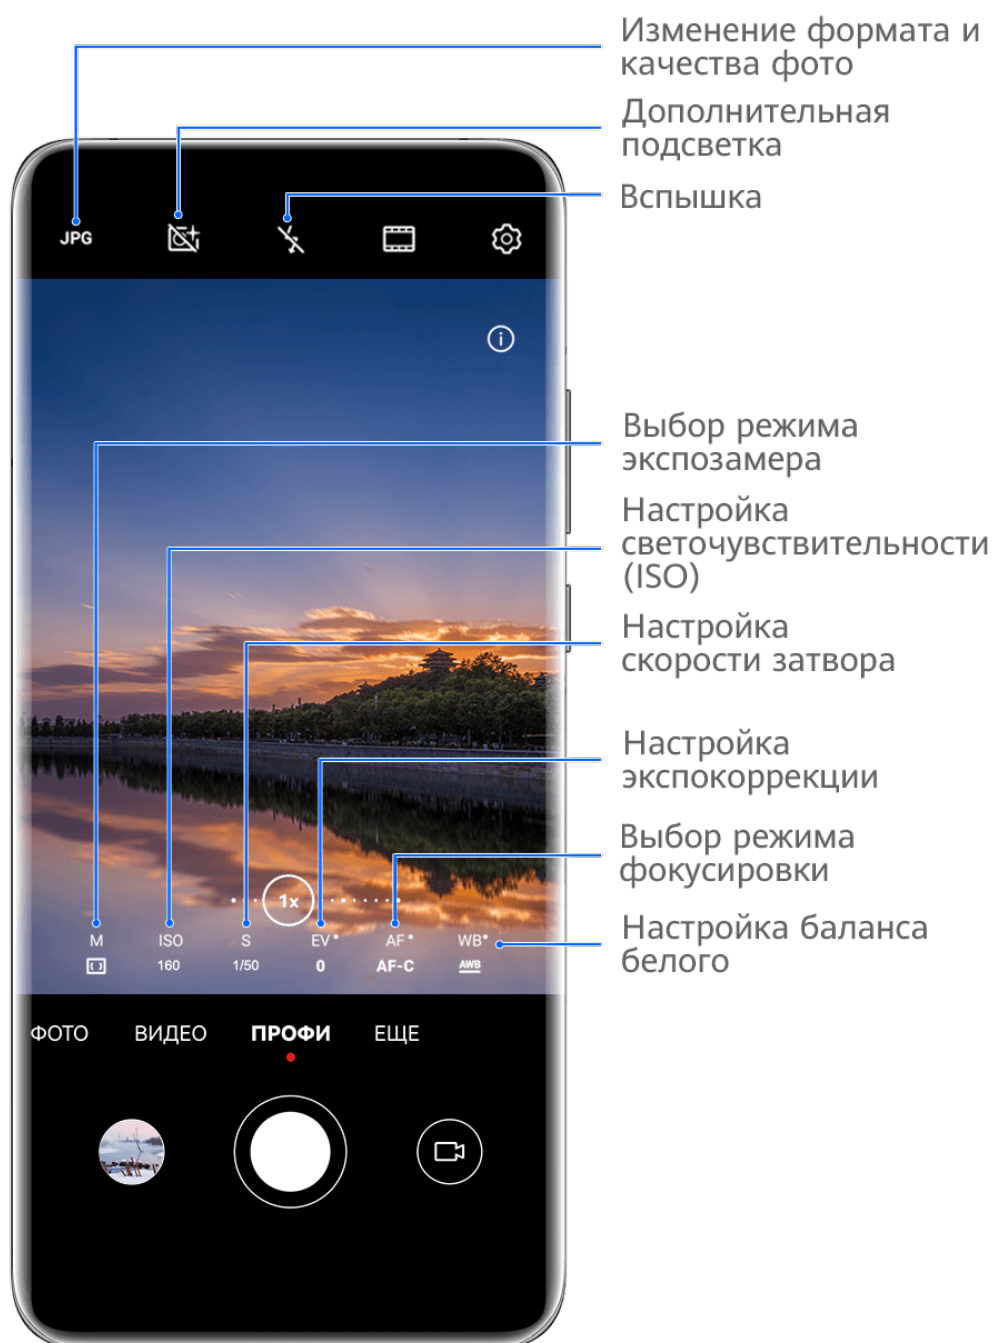 Изменение формата и
качества фото
Дополнительная
подсветка
Вспышка
JPG
Выбор режима
экспозамера
Настройка
светочувствительности
(ISO)
Настройка
скорости затвора
Настройка
экспокоррекции
Выбор режима
фокусировки
Настройка баланса
белого
1x
M ISO S EV AF WB
160 1/50 0 AF-C AWB
ФОТО ВИДЕО ПРОФИ ЕЩЕ